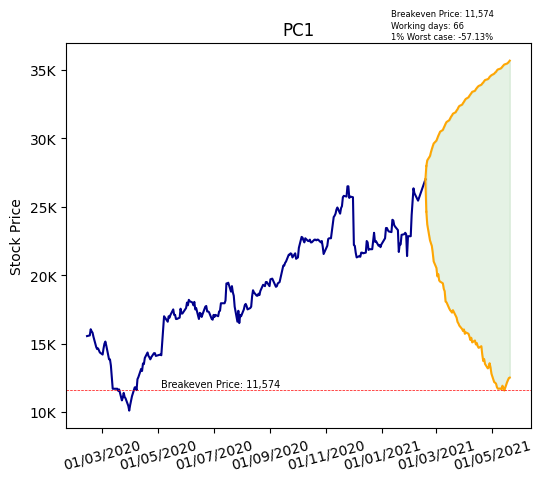 Breakeven Price: 11,574
Working days: 66
1% Worst case: -57.13%
PC1
Stock Price
35K
30K
25K
20K
15K
10K
Breakeven Price: 11,574
01/03/2020
01/05/2020
01/07/2020
01/09/2020
01/11/2020
01/01/2021
01/03/2021
01/05/2021